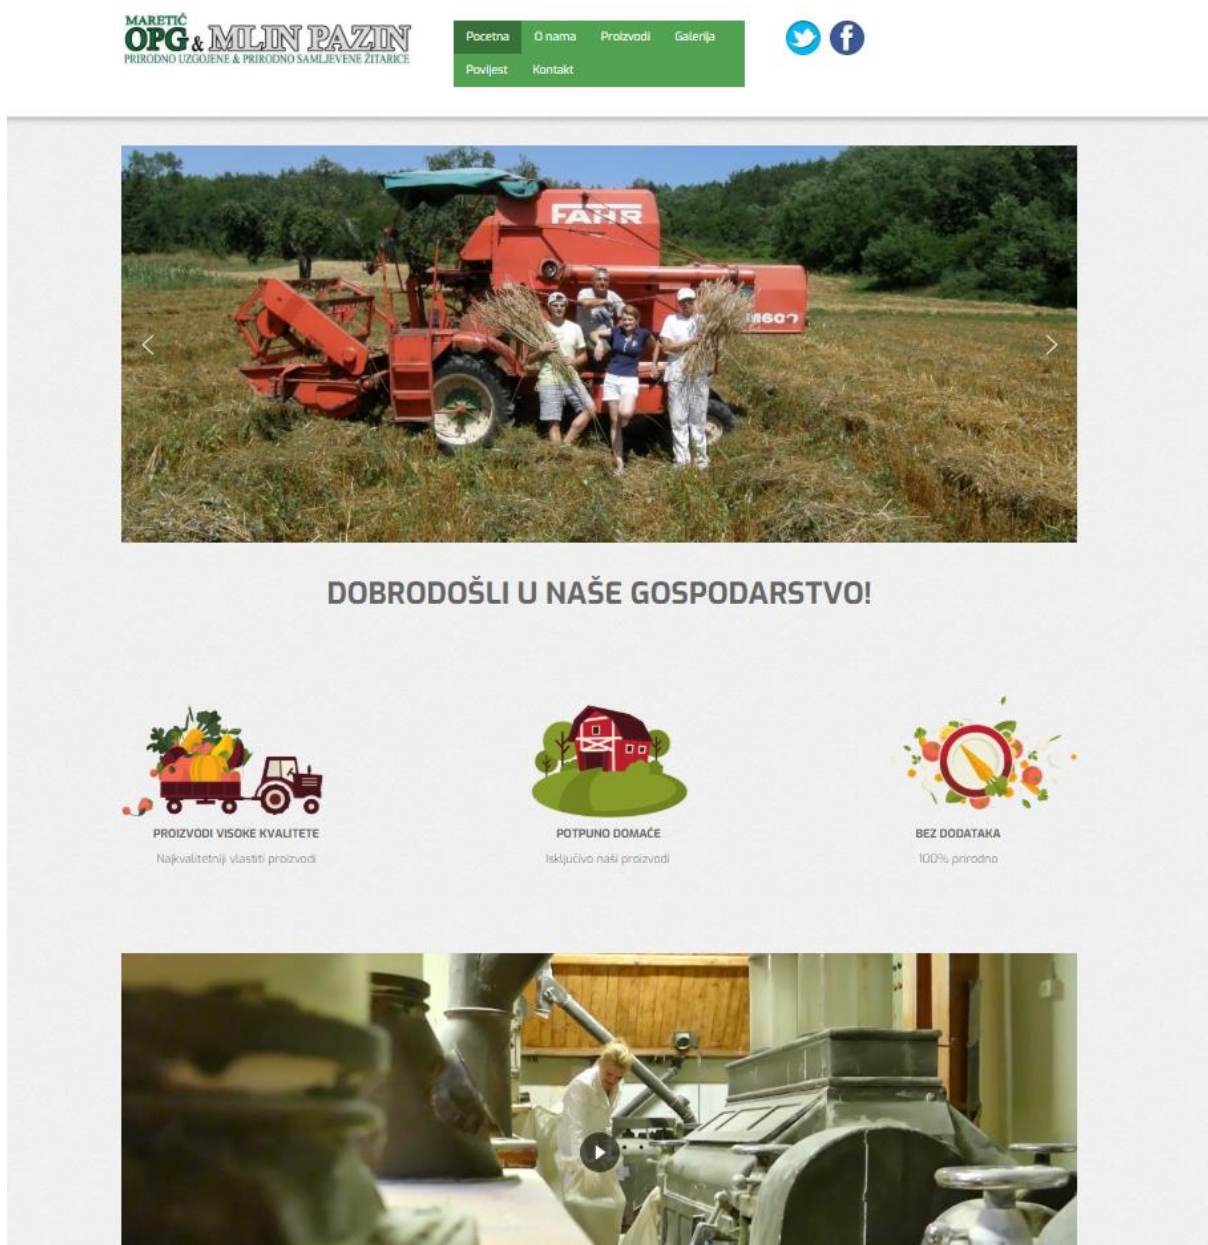 MARETIĆ
OPG & MLIN PAZIN
PRIRODNO UZGOJENE & PRIRODNO SAMLJEVENE ŽITARICE
Pocetna O nama Proizvodi Galerija
Povijest Kontakt
FAHR
M600
DOBRODOŠLI U NAŠE GOSPODARSTVO!
PROIZVODI VISOKE KVALITETE
Najkvalitetniji vlastiti proizvodi
POTPUNO DOMAĆE
Isključivo naši proizvodi
BEZ DODATAKA
100% prirodno